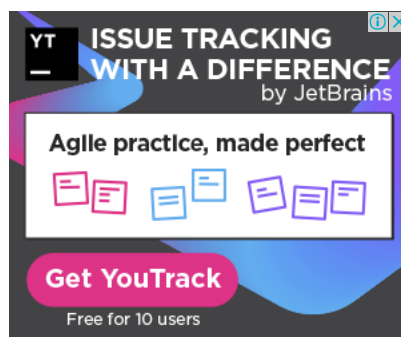 YT
ISSUE TRACKING
WITH A DIFFERENCE
by JetBrains
Agile practice, made perfect
Get YouTrack
Free for 10 users